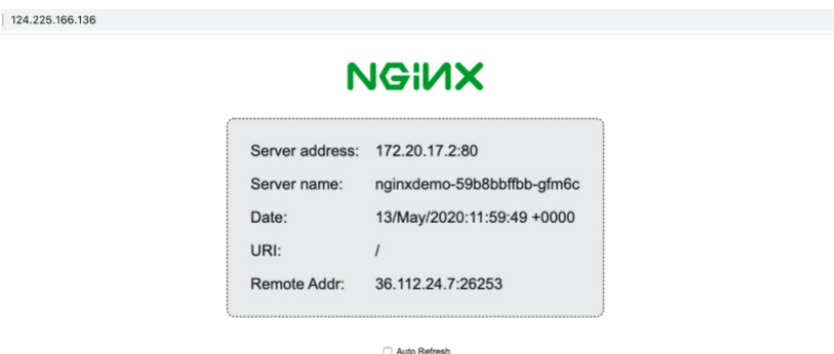 124.225.166.136
NGINX
Server address: 172.20.17.2:80
Server name: nginxdemo-59b8bbffbb-gfm6c
Date: 13/May/2020:11:59:49 +0000
URI: /
Remote Addr: 36.112.24.7:26253
Auto Refresh